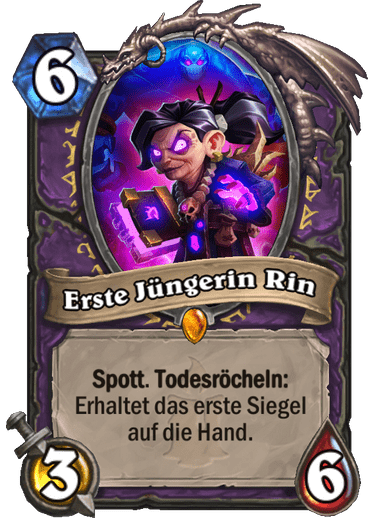 6
Erste Jüngerin Rin
Spott. Todesröcheln:
Erhaltet das erste Siegel
auf die Hand.
3
6